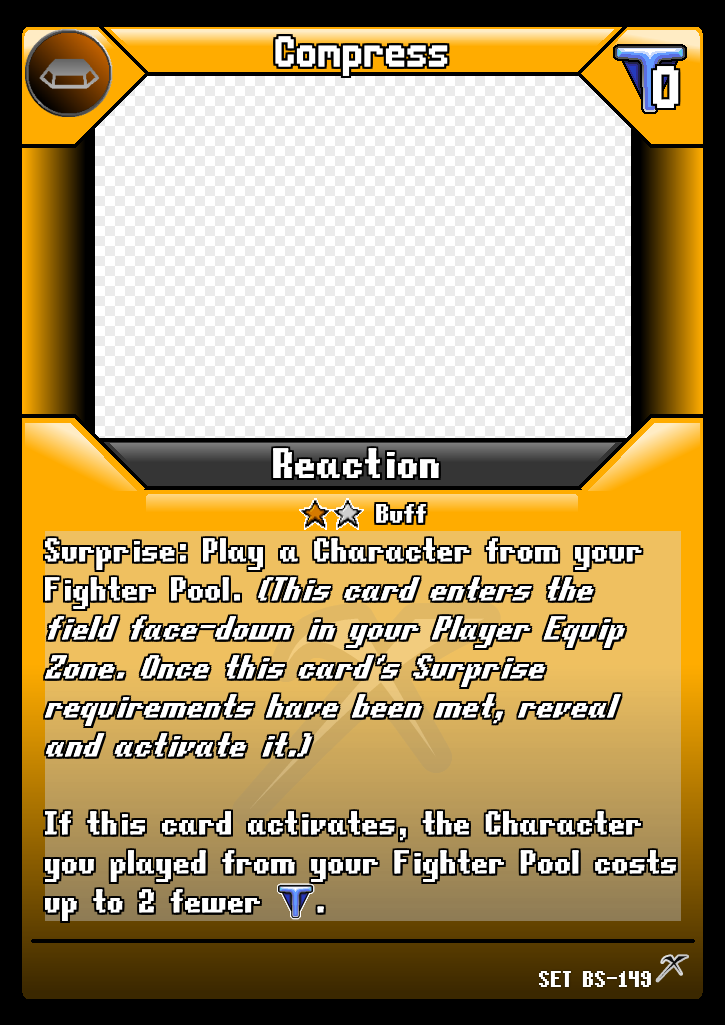 Compress
0
Reaction
Buff
Surprise: Play a Character from your
Fighter Pool. (This card enters the
field face-down in your Player Equip
Zone. Once this card's Surprise
requirements have been met, reveal
and activate it.)
If this card activates, the Character
you played from your Fighter Pool costs
up to 2 fewer T.
SET BS-149